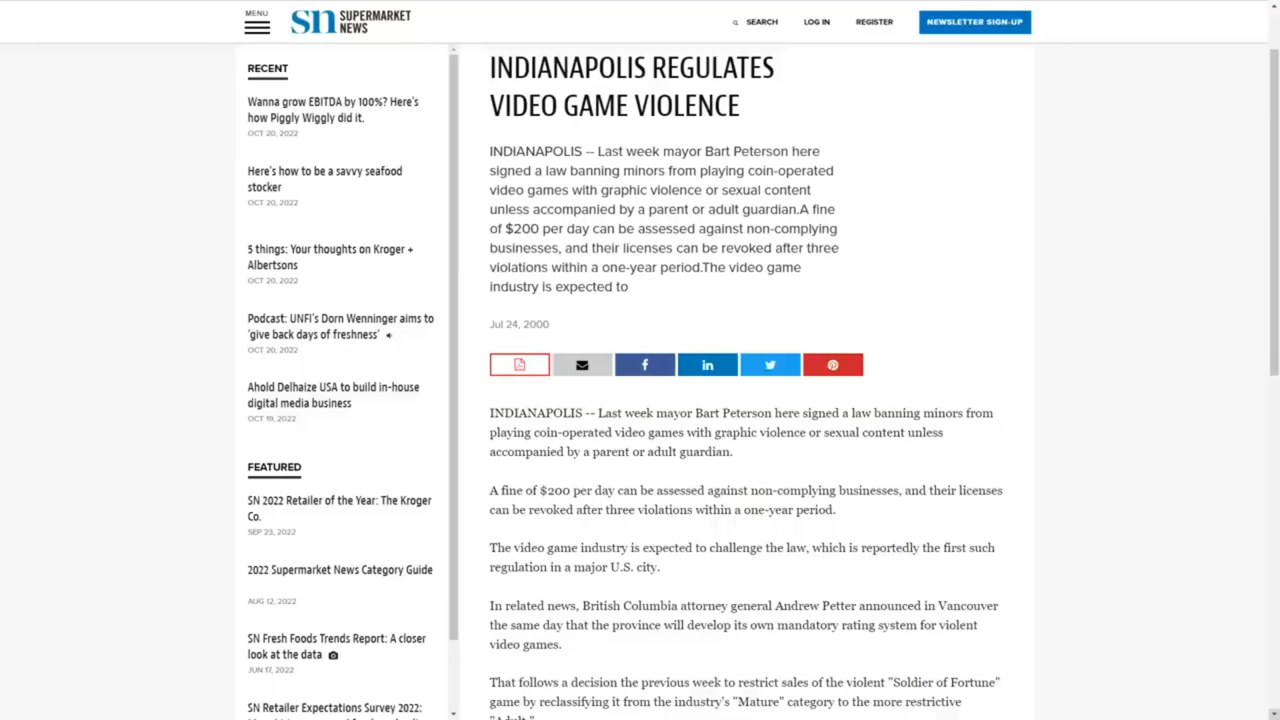 MENU
sn SUPERMARKET
NEWS
SEARCH
LOG IN
REGISTER
NEWSLETTER SIGN-UP
RECENT
Wanna grow EBITDA by 100%? Here's
how Piggly Wiggly did it.
OCT 20, 2022
Here's how to be a savvy seafood
stocker
OCT 20, 2022
5 things: Your thoughts on Kroger +
Albertsons
OCT 20, 2022
Podcast: UNFI's Dorn Wenninger aims to
'give back days of freshness'
OCT 20, 2022
Ahold Delhaize USA to build in-house
digital media business
OCT 19, 2022
FEATURED
SN 2022 Retailer of the Year: The Kroger
Co.
SEP 23, 2022
2022 Supermarket News Category Guide
AUG 12, 2022
SN Fresh Foods Trends Report: A closer
look at the data
JUN 17, 2022
SN Retailer Expectations Survey 2022:
INDIANAPOLIS REGULATES
VIDEO GAME VIOLENCE
INDIANAPOLIS -- Last week mayor Bart Peterson here
signed a law banning minors from playing coin-operated
video games with graphic violence or sexual content
unless accompanied by a parent or adult guardian.A fine
of $200 per day can be assessed against non-complying
businesses, and their licenses can be revoked after three
violations within a one-year period.The video game
industry is expected to
Jul 24, 2000
f
in
INDIANAPOLIS -- Last week mayor Bart Peterson here signed a law banning minors from
playing coin-operated video games with graphic violence or sexual content unless
accompanied by a parent or adult guardian.
A fine of $200 per day can be assessed against non-complying businesses, and their licenses
can be revoked after three violations within a one-year period.
The video game industry is expected to challenge the law, which is reportedly the first such
regulation in a major U.S. city.
In related news, British Columbia attorney general Andrew Petter announced in Vancouver
the same day that the province will develop its own mandatory rating system for violent
video games.
That follows a decision the previous week to restrict sales of the violent "Soldier of Fortune"
game by reclassifying it from the industry's "Mature" category to the more restrictive
"Adult."